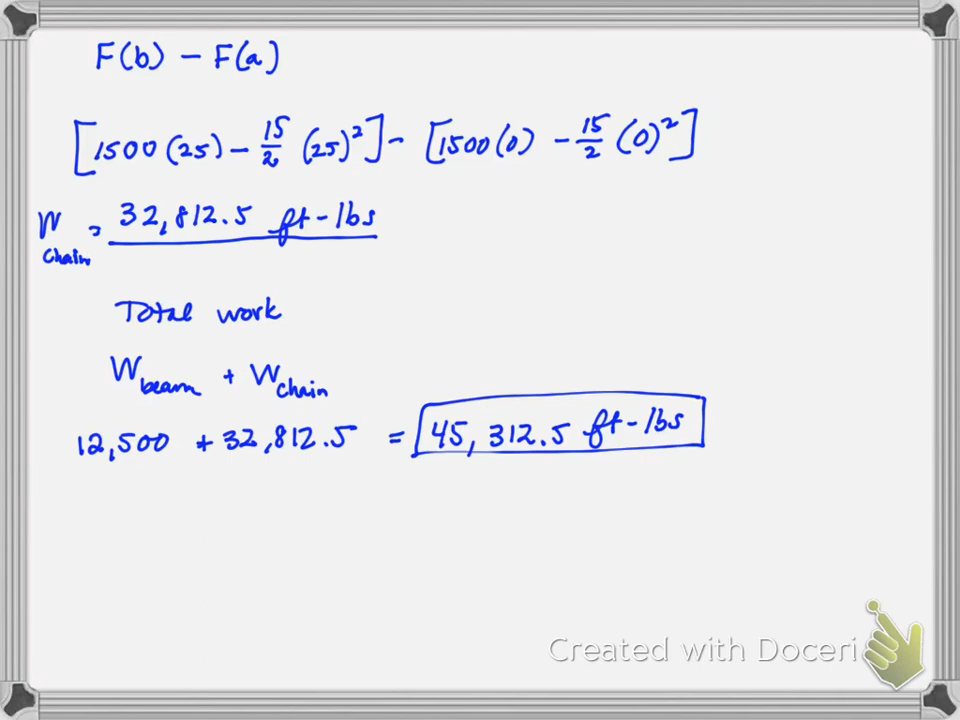 F(b) - F(a)
[1500(25) - 15/2 (25)²] - [1500(0) - 15/2 (0)²]
W chain = 32,812.5 ft-lbs
Total work
W beam + W chain
12,500 + 32,812.5 = 45,312.5 ft-lbs
Created with Doceri